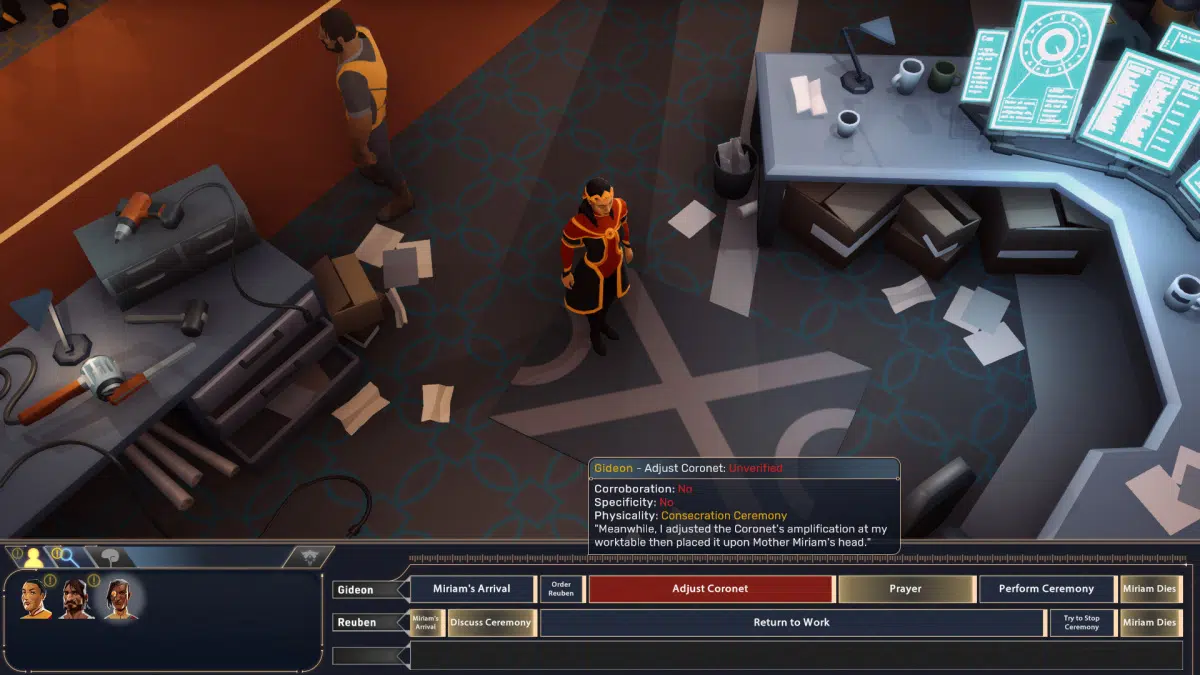 Gideon - Adjust Coronet: Unverified
Corroboration: No
Specificity: No
Physicality: Consecration Ceremony
"Meanwhile, I adjusted the Coronet's amplification at my
worktable then placed it upon Mother Miriam's head."
Gideon
Miriam's Arrival
Order
Reuben
Adjust Coronet
Prayer
Perform Ceremony
Miriam Dies
Reuben
Miriam's
Arrival
Discuss Ceremony
Return to Work
Try to Stop
Ceremony
Miriam Dies